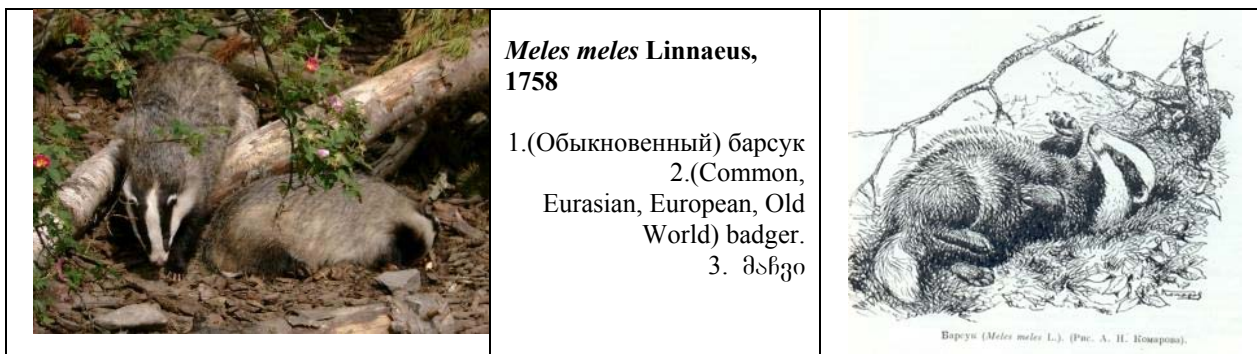 Meles meles Linnaeus,
1758
1.(Обыкновенный) барсук
2.(Common,
Eurasian, European, Old
World) badger.
3. მაჩვი
Барсук (Meles meles L.). (Рис. А. Н. Комарова).